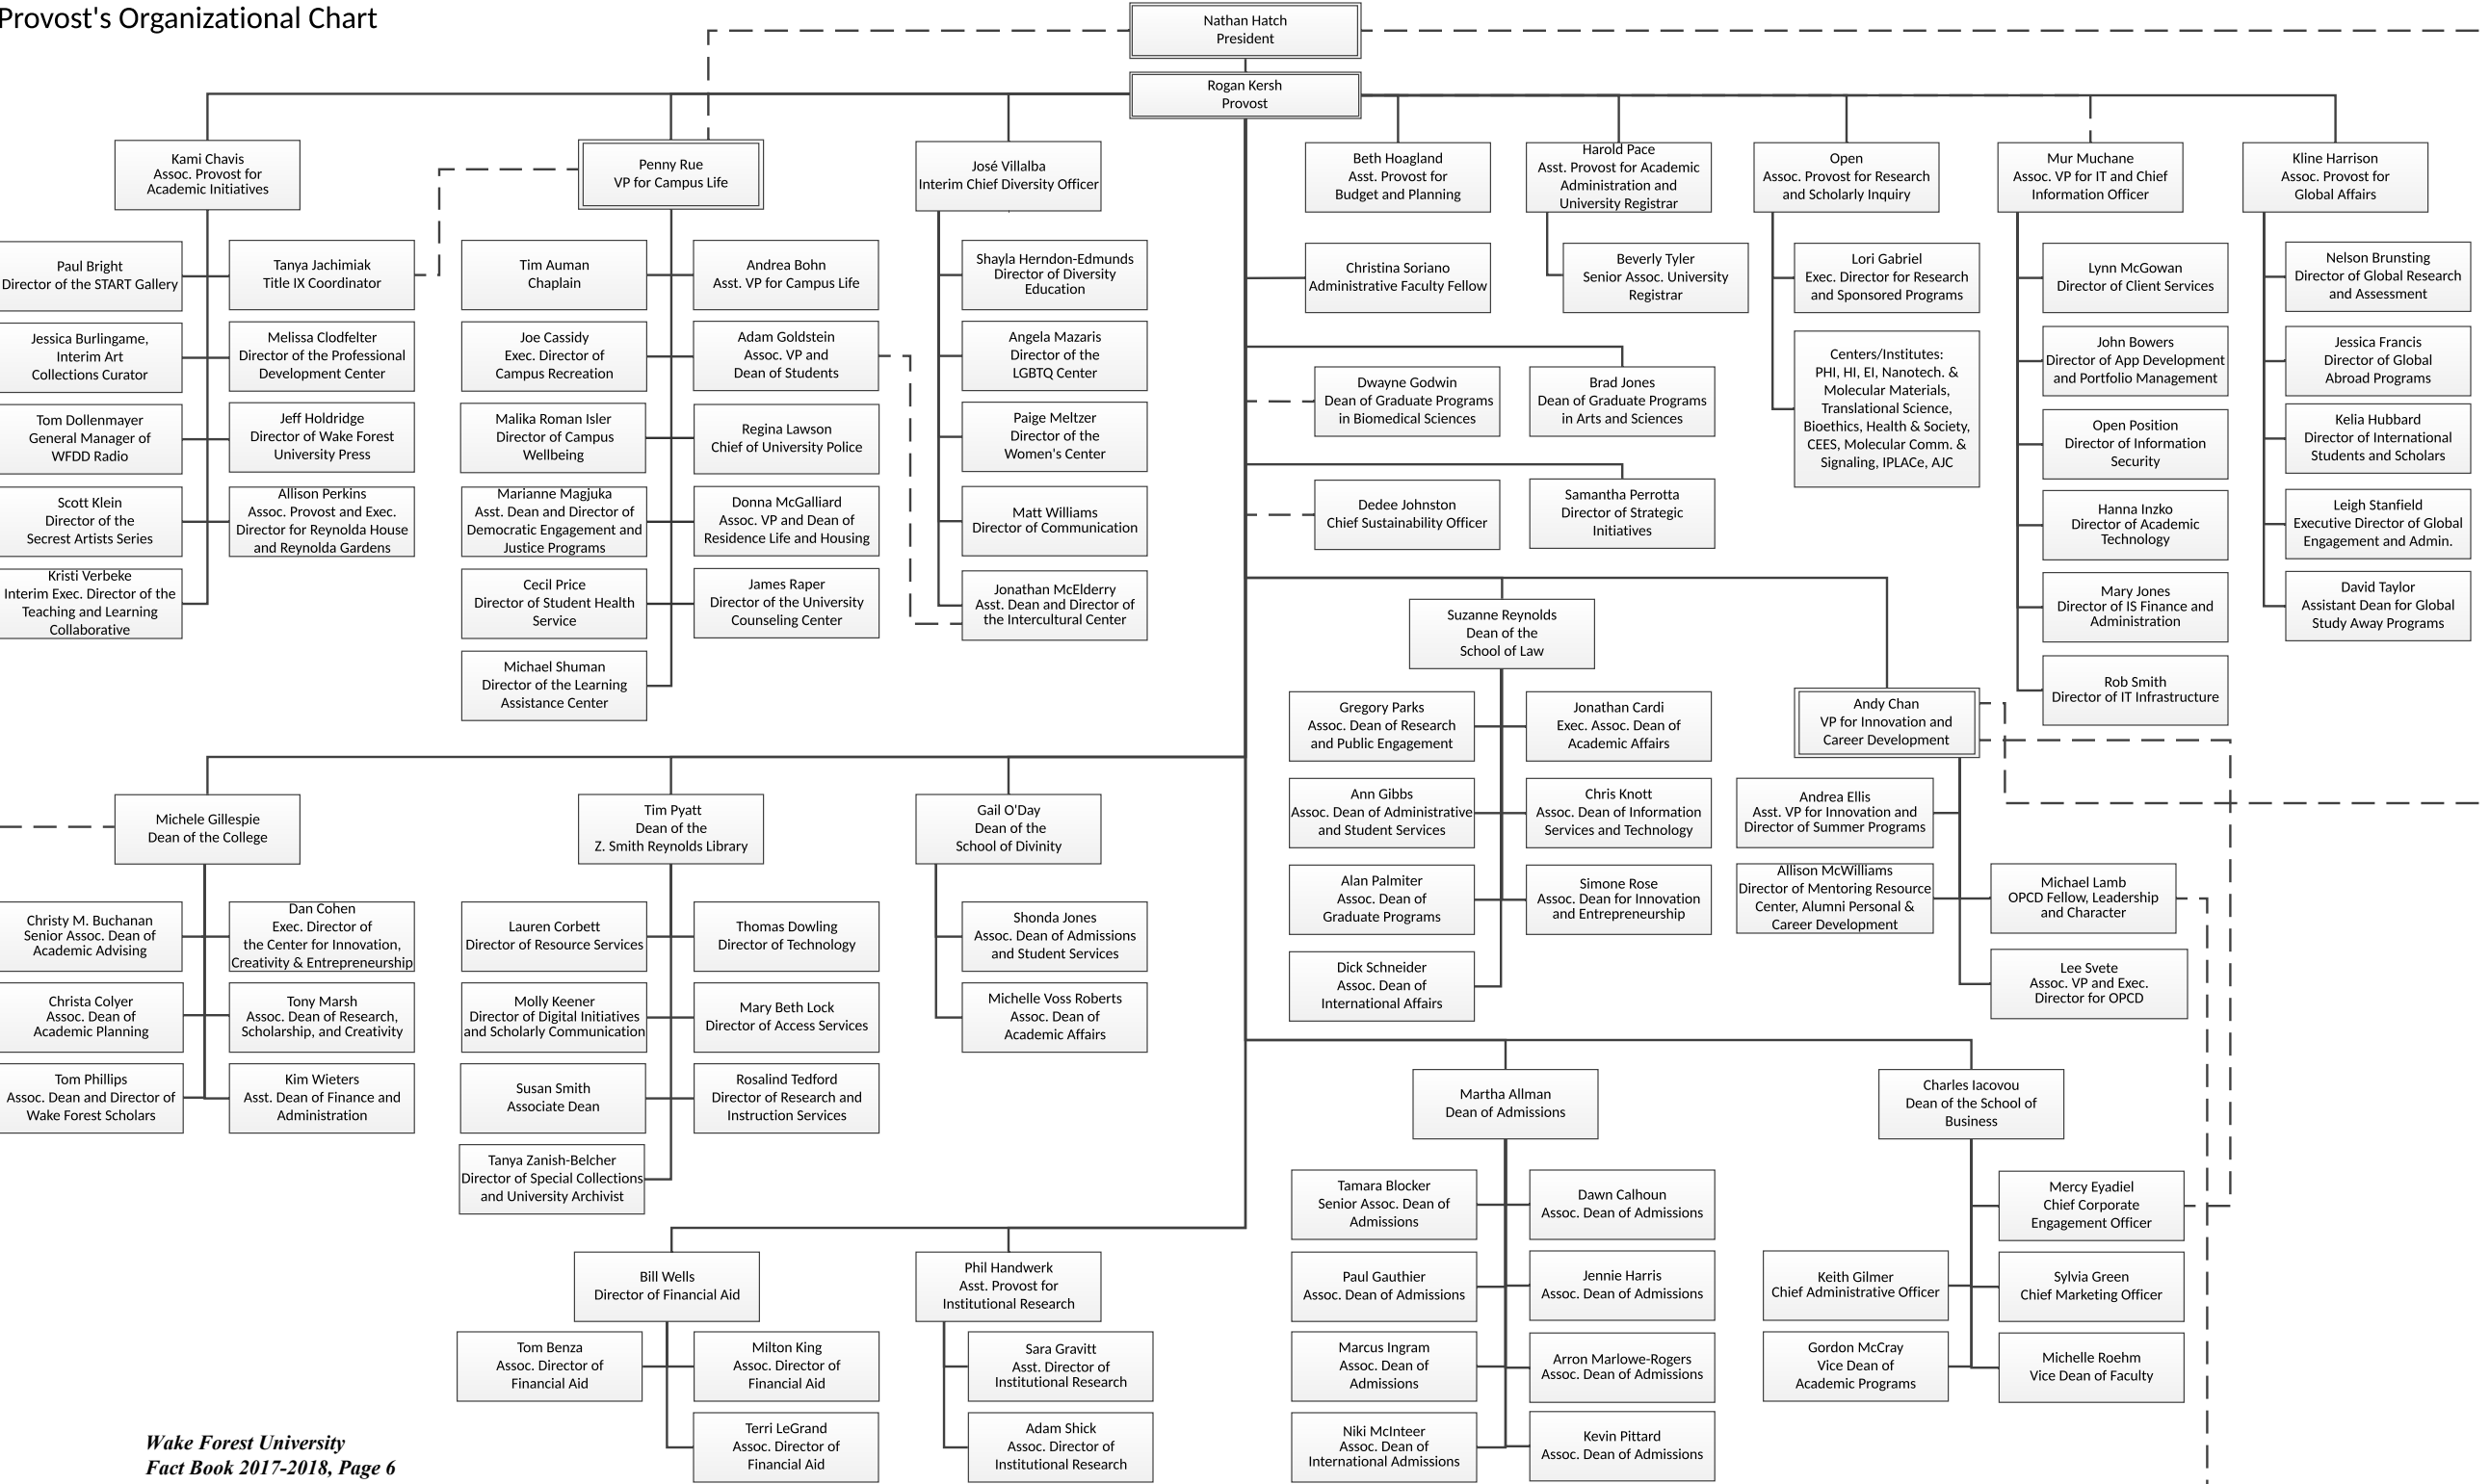 Provost's Organizational Chart
Nathan Hatch
President
Rogan Kersh
Provost
Kami Chavis
Assoc. Provost for
Academic Initiatives
Penny Rue
VP for Campus Life
José Villalba
Interim Chief Diversity Officer
Beth Hoagland
Asst. Provost for
Budget and Planning
Harold Pace
Asst. Provost for Academic
Administration and
University Registrar
Open
Assoc. Provost for Research
and Scholarly Inquiry
Mur Muchane
Assoc. VP for IT and Chief
Information Officer
Kline Harrison
Assoc. Provost for
Global Affairs
Paul Bright
Director of the START Gallery
Tanya Jachimiak
Title IX Coordinator
Jessica Burlingame,
Interim Art
Collections Curator
Melissa Clodfelter
Director of the Professional
Development Center
Tom Dollenmayer
General Manager of
WFDD Radio
Jeff Holdridge
Director of Wake Forest
University Press
Scott Klein
Director of the
Secrest Artists Series
Allison Perkins
Assoc. Provost and Exec.
Director for Reynolda House
and Reynolda Gardens
Kristi Verbeke
Interim Exec. Director of the
Teaching and Learning
Collaborative
Tim Auman
Chaplain
Andrea Bohn
Asst. VP for Campus Life
Joe Cassidy
Exec. Director of
Campus Recreation
Adam Goldstein
Assoc. VP and
Dean of Students
Malika Roman Isler
Director of Campus
Wellbeing
Regina Lawson
Chief of University Police
Marianne Magjuka
Asst. Dean and Director of
Democratic Engagement and
Justice Programs
Donna McGalliard
Assoc. VP and Dean of
Residence Life and Housing
Cecil Price
Director of Student Health
Service
James Raper
Director of the University
Counseling Center
Michael Shuman
Director of the Learning
Assistance Center
Shayla Herndon-Edmunds
Director of Diversity
Education
Angela Mazaris
Director of the
LGBTQ Center
Paige Meltzer
Director of the
Women's Center
Matt Williams
Director of Communication
Jonathan McElderry
Asst. Dean and Director of
the Intercultural Center
Christina Soriano
Administrative Faculty Fellow
Beverly Tyler
Senior Assoc. University
Registrar
Dwayne Godwin
Dean of Graduate Programs
in Biomedical Sciences
Brad Jones
Dean of Graduate Programs
in Arts and Sciences
Dedee Johnston
Chief Sustainability Officer
Samantha Perrotta
Director of Strategic
Initiatives
Lori Gabriel
Exec. Director for Research
and Sponsored Programs
Centers/Institutes:
PHI, HI, EI, Nanotech. &
Molecular Materials,
Translational Science,
Bioethics, Health & Society,
CEES, Molecular Comm. &
Signaling, IPLACe, AJC
Lynn McGowan
Director of Client Services
John Bowers
Director of App Development
and Portfolio Management
Open Position
Director of Information
Security
Hanna Inzko
Director of Academic
Technology
Mary Jones
Director of IS Finance and
Administration
Rob Smith
Director of IT Infrastructure
Nelson Brunsting
Director of Global Research
and Assessment
Jessica Francis
Director of Global
Abroad Programs
Kelia Hubbard
Director of International
Students and Scholars
Leigh Stanfield
Executive Director of Global
Engagement and Admin.
David Taylor
Assistant Dean for Global
Study Away Programs
Suzanne Reynolds
Dean of the
School of Law
Gregory Parks
Assoc. Dean of Research
and Public Engagement
Jonathan Cardi
Exec. Assoc. Dean of
Academic Affairs
Ann Gibbs
Assoc. Dean of Administrative
and Student Services
Chris Knott
Assoc. Dean of Information
Services and Technology
Alan Palmiter
Assoc. Dean of
Graduate Programs
Simone Rose
Assoc. Dean for Innovation
and Entrepreneurship
Dick Schneider
Assoc. Dean of
International Affairs
Andy Chan
VP for Innovation and
Career Development
Andrea Ellis
Asst. VP for Innovation and
Director of Summer Programs
Allison McWilliams
Director of Mentoring Resource
Center, Alumni Personal &
Career Development
Michael Lamb
OPCD Fellow, Leadership
and Character
Lee Svete
Assoc. VP and Exec.
Director for OPCD
Michele Gillespie
Dean of the College
Tim Pyatt
Dean of the
Z. Smith Reynolds Library
Gail O'Day
Dean of the
School of Divinity
Christy M. Buchanan
Senior Assoc. Dean of
Academic Advising
Dan Cohen
Exec. Director of
the Center for Innovation,
Creativity & Entrepreneurship
Christa Colyer
Assoc. Dean of
Academic Planning
Tony Marsh
Assoc. Dean of Research,
Scholarship, and Creativity
Tom Phillips
Assoc. Dean and Director of
Wake Forest Scholars
Kim Wieters
Asst. Dean of Finance and
Administration
Lauren Corbett
Director of Resource Services
Thomas Dowling
Director of Technology
Molly Keener
Director of Digital Initiatives
and Scholarly Communication
Mary Beth Lock
Director of Access Services
Susan Smith
Associate Dean
Rosalind Tedford
Director of Research and
Instruction Services
Tanya Zanish-Belcher
Director of Special Collections
and University Archivist
Shonda Jones
Assoc. Dean of Admissions
and Student Services
Michelle Voss Roberts
Assoc. Dean of
Academic Affairs
Martha Allman
Dean of Admissions
Charles Iacovou
Dean of the School of
Business
Tamara Blocker
Senior Assoc. Dean of
Admissions
Dawn Calhoun
Assoc. Dean of Admissions
Paul Gauthier
Assoc. Dean of Admissions
Jennie Harris
Assoc. Dean of Admissions
Marcus Ingram
Assoc. Dean of
Admissions
Arron Marlowe-Rogers
Assoc. Dean of Admissions
Niki McInteer
Assoc. Dean of
International Admissions
Kevin Pittard
Assoc. Dean of Admissions
Mercy Eyadiel
Chief Corporate
Engagement Officer
Keith Gilmer
Chief Administrative Officer
Sylvia Green
Chief Marketing Officer
Gordon McCray
Vice Dean of
Academic Programs
Michelle Roehm
Vice Dean of Faculty
Bill Wells
Director of Financial Aid
Phil Handwerk
Asst. Provost for
Institutional Research
Tom Benza
Assoc. Director of
Financial Aid
Milton King
Assoc. Director of
Financial Aid
Terri LeGrand
Assoc. Director of
Financial Aid
Sara Gravitt
Asst. Director of
Institutional Research
Adam Shick
Assoc. Director of
Institutional Research
Wake Forest University
Fact Book 2017-2018, Page 6